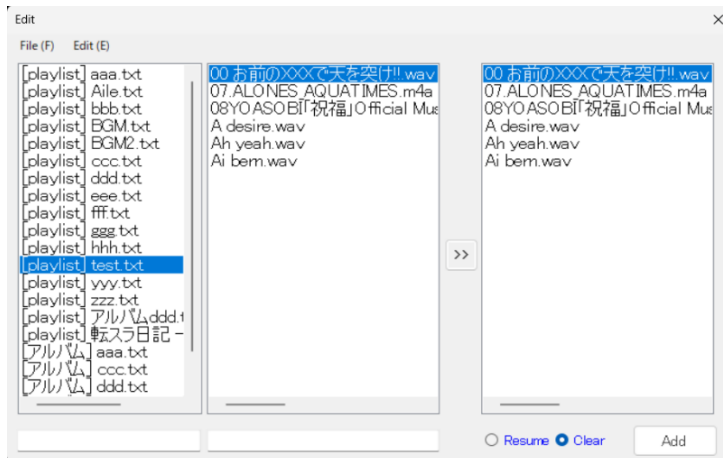 Edit
File (F) Edit (E)
[playlist] aaa.txt
[playlist] Aile.txt
[playlist] bbb.txt
[playlist] BGM.txt
[playlist] BGM2.txt
[playlist] ccc.txt
[playlist] ddd.txt
[playlist] eee.txt
[playlist] fff.txt
[playlist] ggg.txt
[playlist] hhh.txt
[playlist] test.txt
[playlist] yyy.txt
[playlist] zzz.txt
[playlist] アルバムddd.t
[playlist] 転スラ日記 -
[アルバム] aaa.txt
[アルバム] ccc.txt
[アルバム] ddd.txt
00 お前のXXXで天を突け!!.wav
07.ALONES_AQUATIMES.m4a
08YOASOBI「祝福」Official Mus
A desire.wav
Ah yeah.wav
Ai bem.wav
>>
00 お前のXXXで天を突け!!.wav
07.ALONES_AQUATIMES.m4a
08YOASOBI「祝福」Official Mus
A desire.wav
Ah yeah.wav
Ai bem.wav
Resume Clear Add